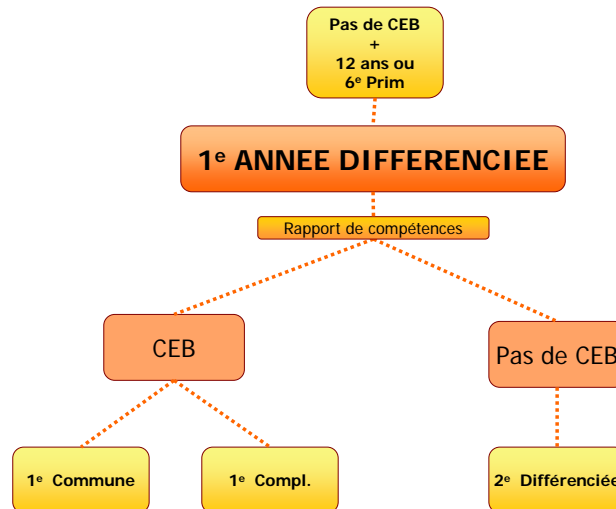 Pas de CEB
+
12 ans ou
6e Prim
1e ANNEE DIFFERENCIEE
Rapport de compétences
CEB
Pas de CEB
1e Commune
1e Compl.
2e Différenciée